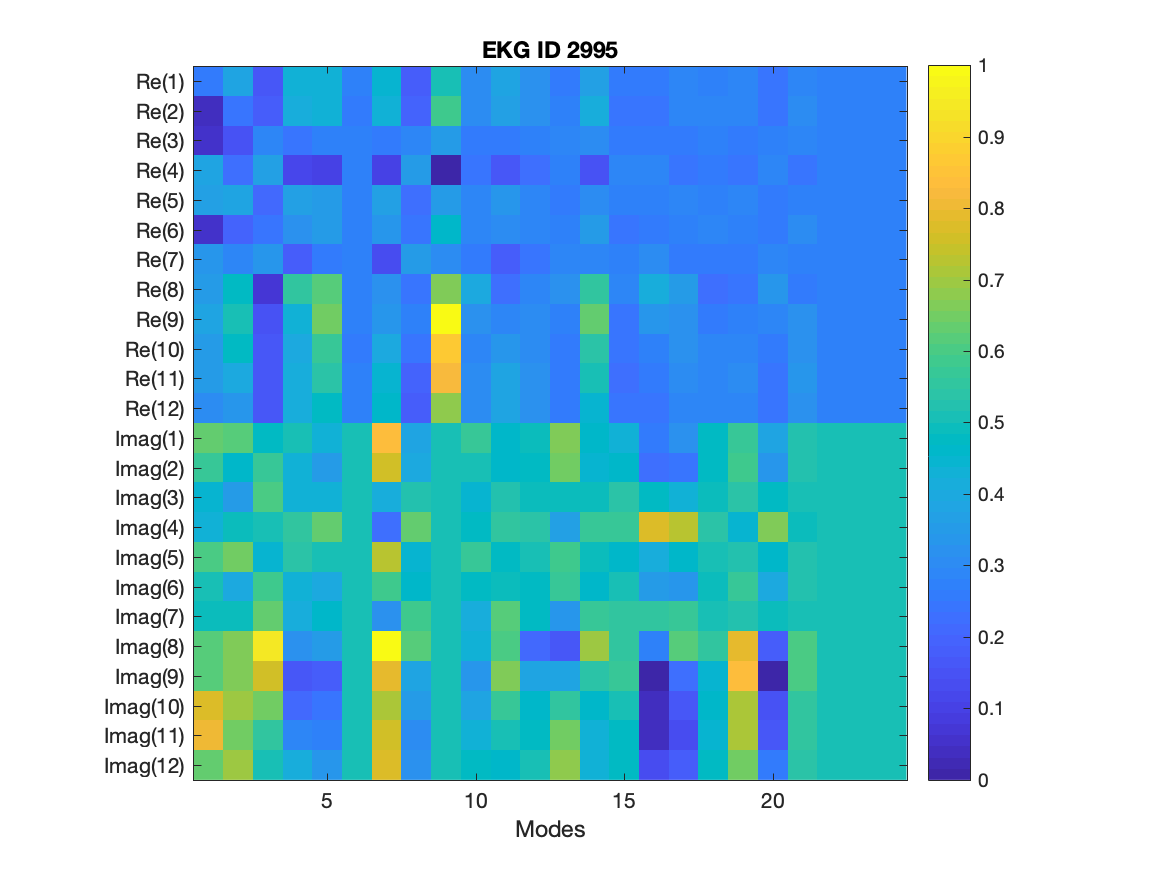 EKG ID 2995
Re(1)
Re(2)
Re(3)
Re(4)
Re(5)
Re(6)
Re(7)
Re(8)
Re(9)
Re(10)
Re(11)
Re(12)
Imag(1)
Imag(2)
Imag(3)
Imag(4)
Imag(5)
Imag(6)
Imag(7)
Imag(8)
Imag(9)
Imag(10)
Imag(11)
Imag(12)
5 10 15 20
Modes
1
0.9
0.8
0.7
0.6
0.5
0.4
0.3
0.2
0.1
0